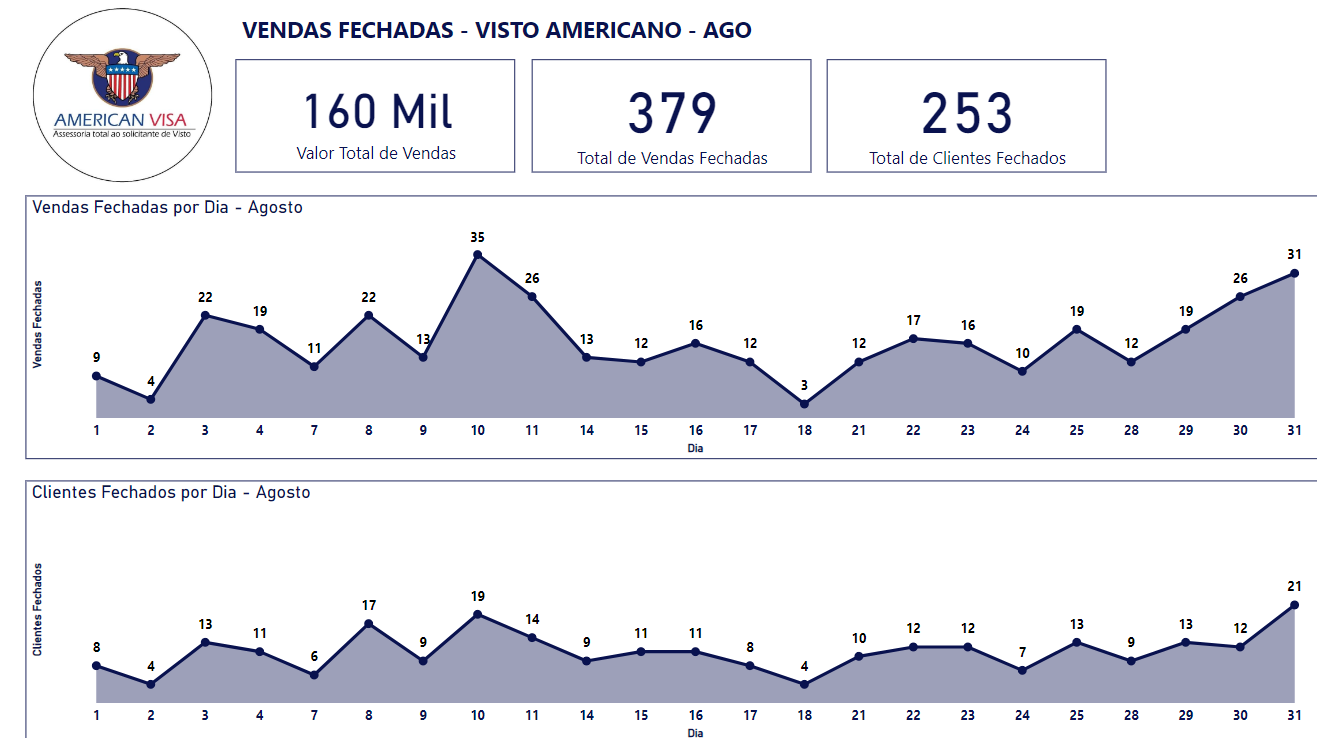 AMERICAN VISA
Assessoria total ao solicitante de Visto
VENDAS FECHADAS - VISTO AMERICANO - AGO
160 Mil
Valor Total de Vendas
379
Total de Vendas Fechadas
253
Total de Clientes Fechados
Vendas Fechadas por Dia - Agosto
Vendas Fechadas
9 4 22 19 11 22 13 35 26 13 12 16 12 3 12 17 16 10 19 12 19 26 31
1 2 3 4 7 8 9 10 11 14 15 16 17 18 21 22 23 24 25 28 29 30 31
Dia
Clientes Fechados por Dia - Agosto
Clientes Fechados
8 4 13 11 6 17 9 19 14 9 11 11 8 4 10 12 12 7 13 9 13 12 21
1 2 3 4 7 8 9 10 11 14 15 16 17 18 21 22 23 24 25 28 29 30 31
Dia